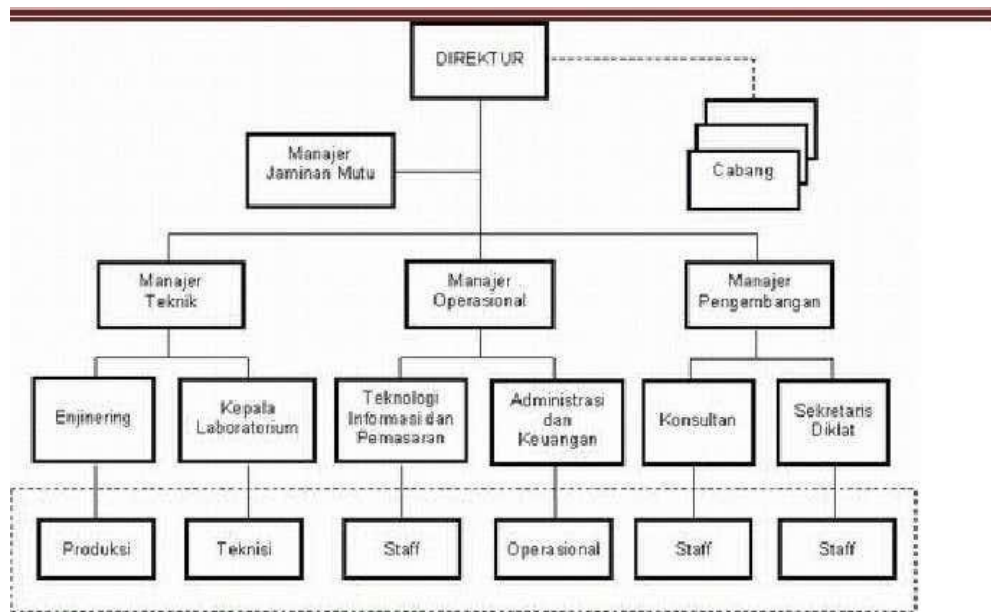 DIREKTUR
Manajer
Jaminan Mutu
Cabang
Manajer
Teknik
Manajer
Operasional
Manajer
Pengembangan
Enjinering
Kepala
Laboratorium
Teknologi
Informasi dan
Pemasaran
Administrasi
dan
Keuangan
Konsultan
Sekretaris
Diklat
Produksi
Teknisi
Staff
Operasional
Staff
Staff